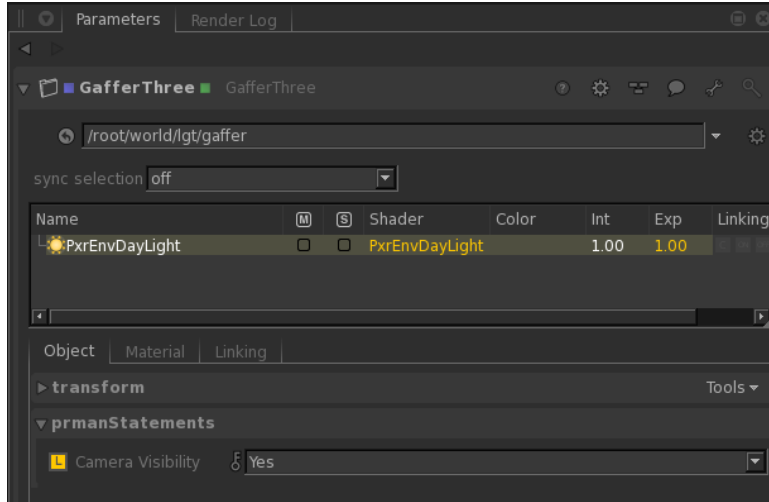 Parameters Render Log
GafferThree GafferThree
/root/world/lgt/gaffer
sync selection off
Name M S Shader Color Int Exp Linking
PxrEnvDayLight PxrEnvDayLight 1.00 1.00
Object Material Linking
transform Tools
prmanStatements
L Camera Visibility Yes